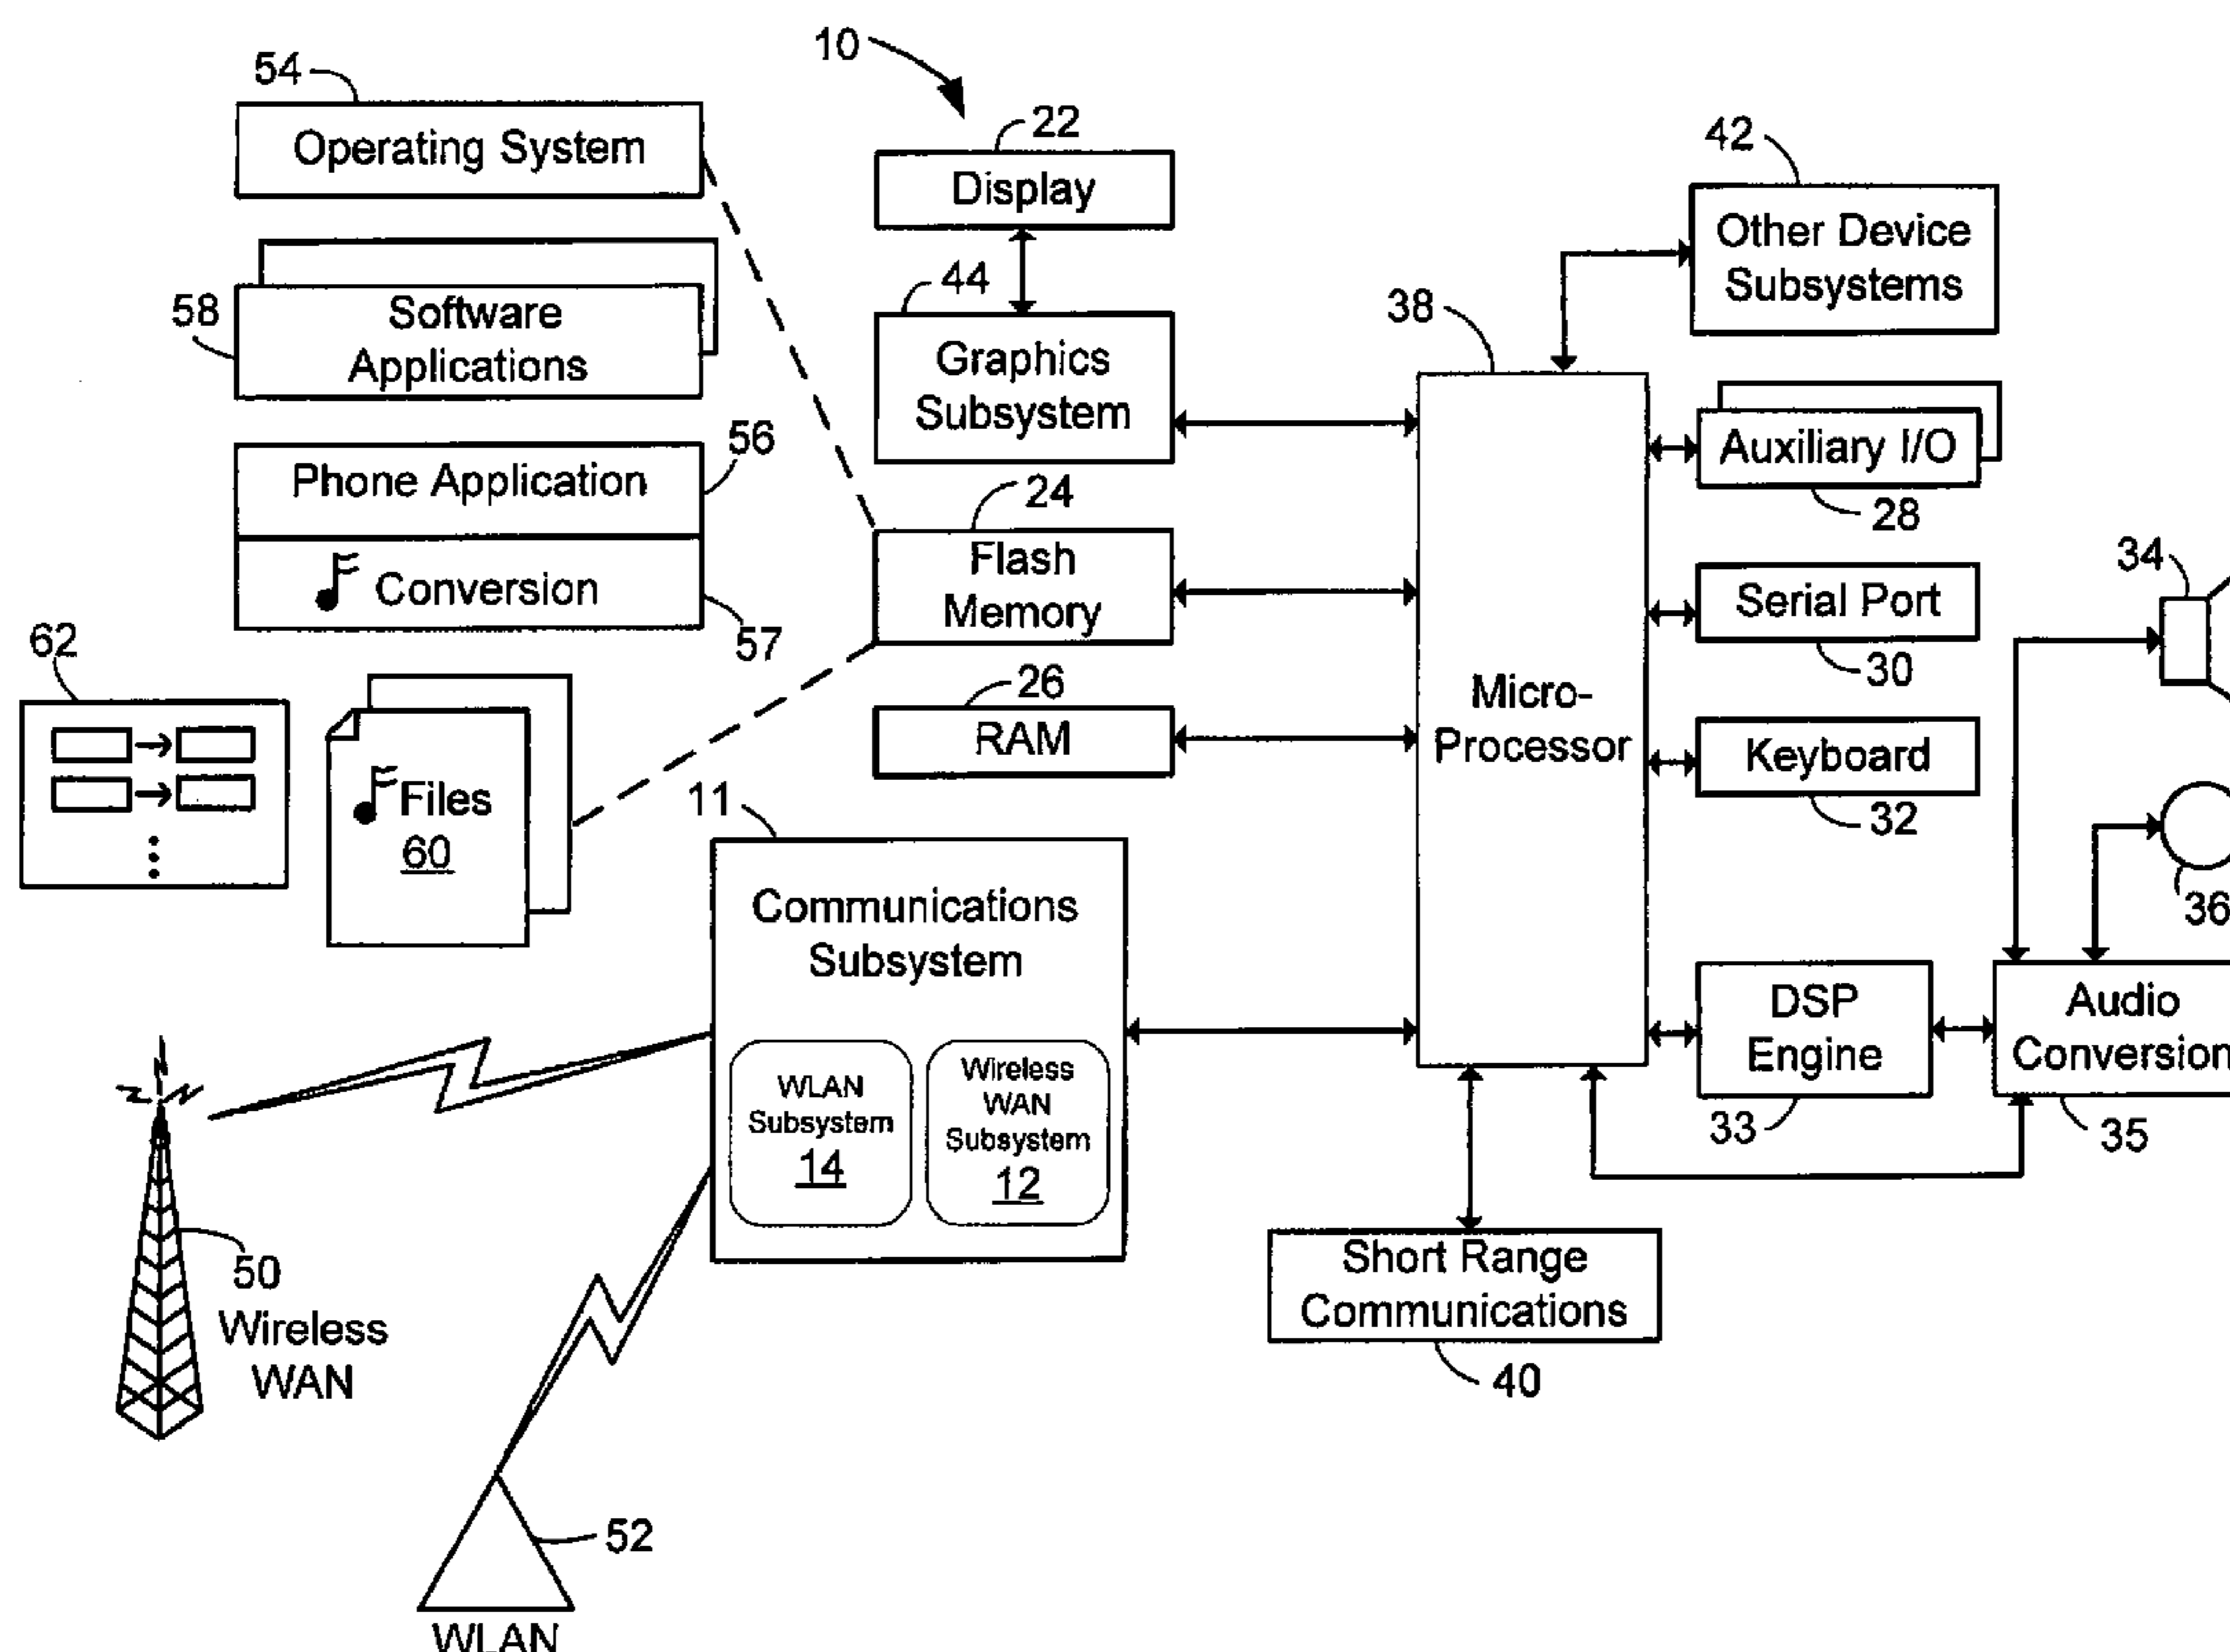 10
54
Operating System
22
Display
42
Other Device
Subsystems
44
Graphics
Subsystem
38
58
Software
Applications
Auxiliary I/O
28
56
Phone Application
24
Flash
Memory
Conversion
57
34
Serial Port
30
62
26
RAM
Micro-
Processor
Keyboard
32
Files
60
11
36
Communications
Subsystem
DSP
Engine
33
Audio
Conversion
35
WLAN
Subsystem
14
Wireless
WAN
Subsystem
12
50
Wireless
WAN
Short Range
Communications
40
52
WLAN